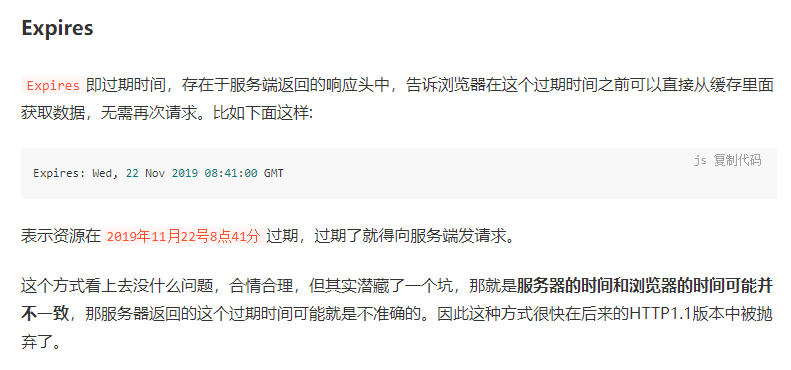 Expires
Expires 即过期时间，存在于服务端返回的响应头中，告诉浏览器在这个过期时间之前可以直接从缓存里面
获取数据，无需再次请求。比如下面这样:
js 复制代码
Expires: Wed, 22 Nov 2019 08:41:00 GMT
表示资源在 2019年11月22号8点41分 过期，过期了就得向服务端发请求。
这个方式看上去没什么问题，合情合理，但其实潜藏了一个坑，那就是服务器的时间和浏览器的时间可能并
不一致，那服务器返回的这个过期时间可能就是不准确的。因此这种方式很快在后来的HTTP1.1版本中被抛
弃了。